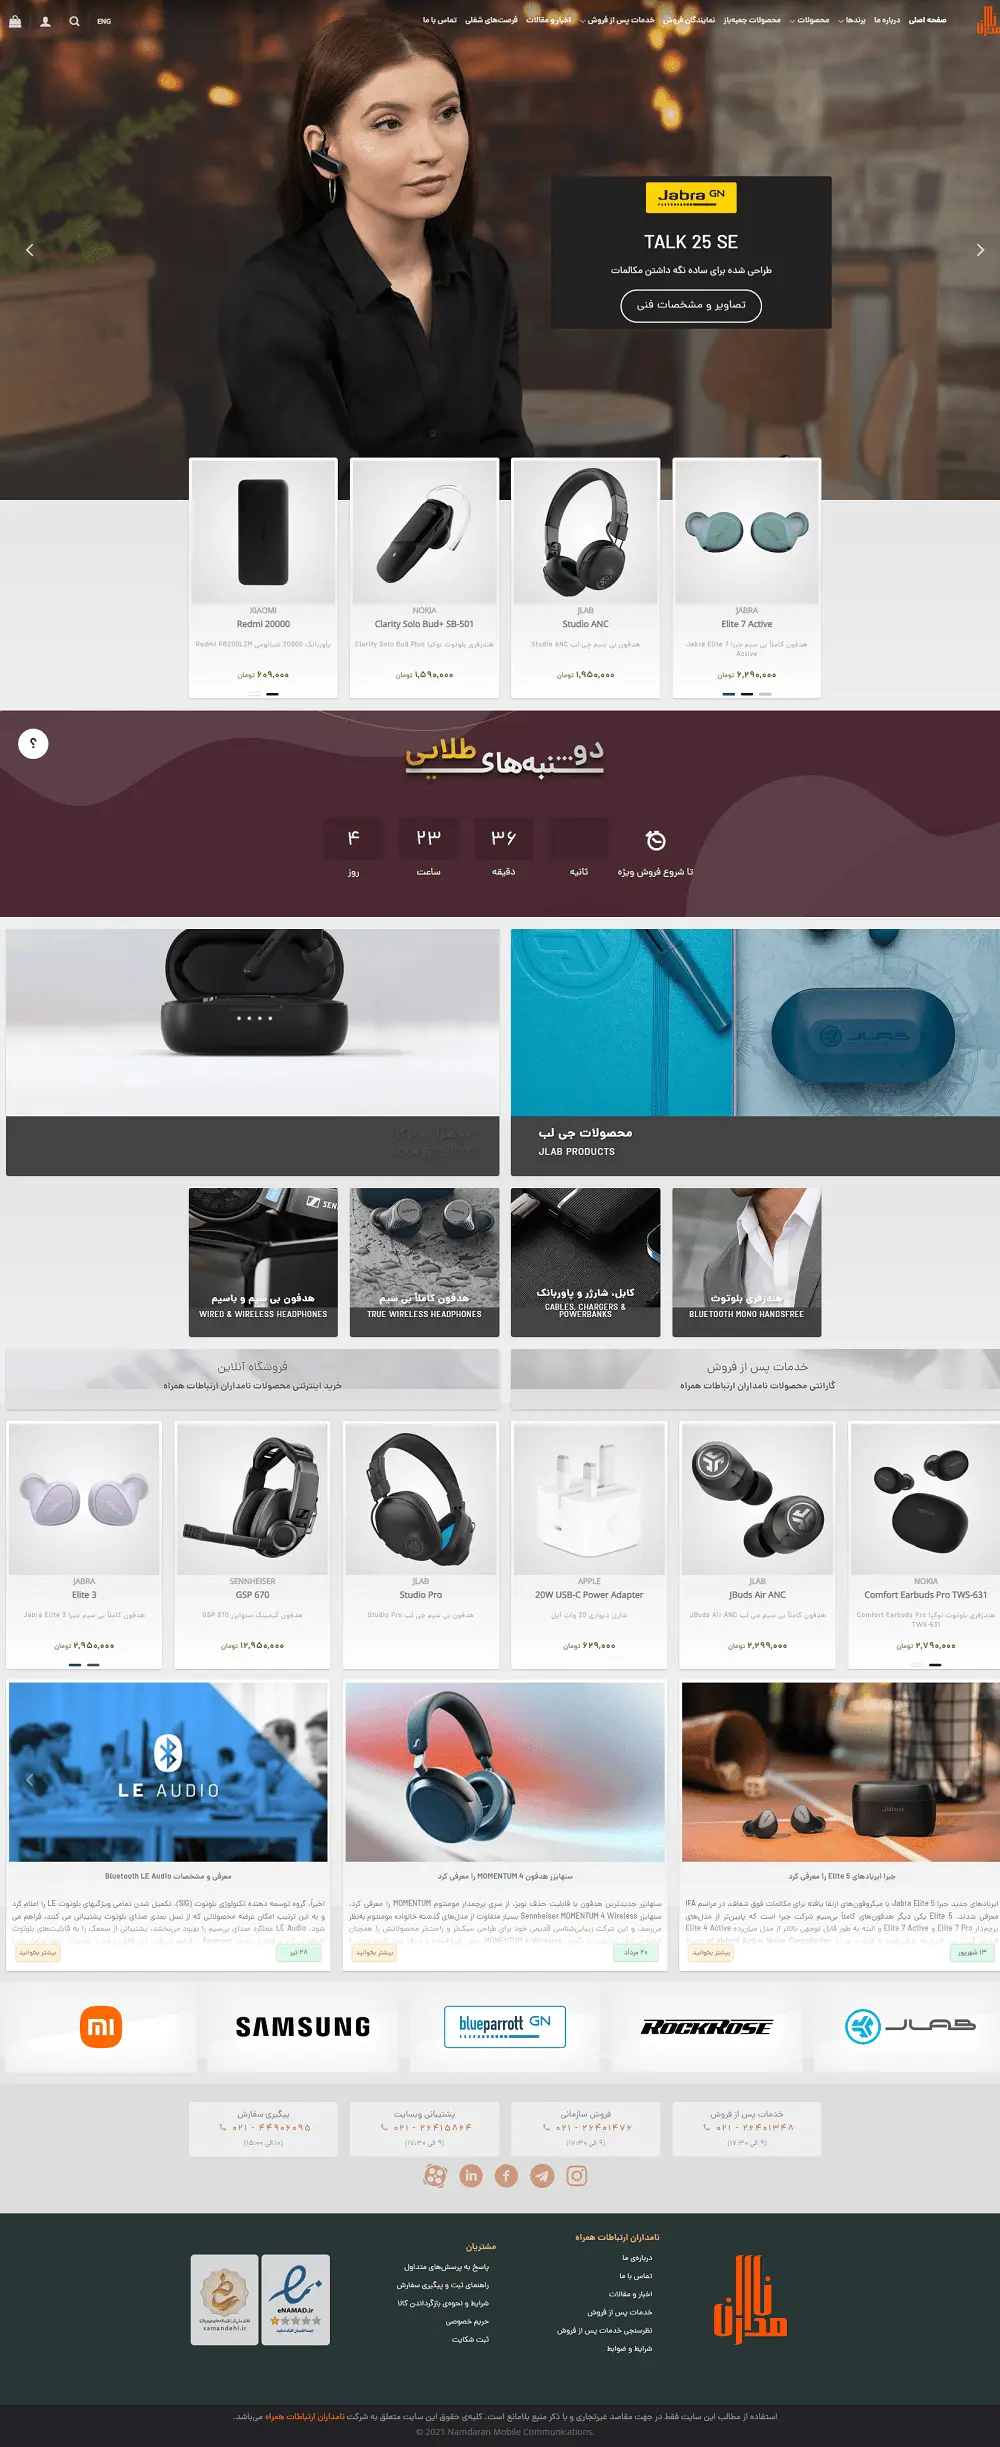 صفحه اصلی
درباره ما
برندها
محصولات
محصولات جعبه‌باز
نمایندگان فروش
خدمات پس از فروش
اخبار و مقالات
فرصت‌های شغلی
تماس با ما
ENG
Jabra GN
TALK 25 SE
طراحی شده برای ساده نگه داشتن مکالمات
تصاویر و مشخصات فنی
JABRA
Elite 7 Active
هدفون کاملاً بی سیم جبرا Jabra Elite 7
Active
۶,۲۹۰,۰۰۰ تومان
JLAB
Studio ANC
هدفون بی سیم جی لب Studio ANC
۱,۹۵۰,۰۰۰ تومان
NOKIA
Clarity Solo Bud+ SB-501
هندزفری بلوتوث نوکیا Clarity Solo Bud Plus
۱,۵۹۰,۰۰۰ تومان
XIAOMI
Redmi 20000
پاوربانک 20000 شیائومی Redmi PB200LZM
۶۰۹,۰۰۰ تومان
؟
دوشنبه‌های طلایی
تا شروع فروش ویژه
ثانیه
۳۶
دقیقه
۲۳
ساعت
۴
روز
JLAB
محصولات جی لب
JLAB PRODUCTS
محصولات نوکیا
NOKIA PRODUCTS
هندزفری بلوتوث
BLUETOOTH MONO HANDSFREE
کابل، شارژر و پاوربانک
CABLES, CHARGERS &
POWERBANKS
هدفون کاملاً بی سیم
TRUE WIRELESS HEADPHONES
هدفون بی سیم و باسیم
WIRED & WIRELESS HEADPHONES
خدمات پس از فروش
گارانتی محصولات نامداران ارتباطات همراه
فروشگاه آنلاین
خرید اینترنتی محصولات نامداران ارتباطات همراه
NOKIA
Comfort Earbuds Pro TWS-631
هندزفری بلوتوث نوکیا Comfort Earbuds Pro
TWS-631
۲,۷۹۰,۰۰۰ تومان
JLAB
JBuds Air ANC
هدفون کاملاً بی سیم جی لب JBuds Air ANC
۲,۲۹۹,۰۰۰ تومان
APPLE
20W USB-C Power Adapter
شارژر دیواری 20 وات اپل
۶۲۹,۰۰۰ تومان
JLAB
Studio Pro
هدفون بی سیم جی لب Studio Pro
SENNHEISER
GSP 670
هدفون گیمینگ سنهایزر GSP 670
۱۲,۹۵۰,۰۰۰ تومان
JABRA
Elite 3
هدفون کاملاً بی سیم جبرا Jabra Elite 3
۲,۹۵۰,۰۰۰ تومان
Jabra
جبرا ایربادهای Elite 5 را معرفی کرد
ایربادهای جدید جبرا Jabra Elite 5 با میکروفون‌های ارتقا یافته برای مکالمات فوق شفاف، در مراسم IFA
معرفی شدند. Elite 5 یکی دیگر هدفون‌های کاملاً بی‌سیم شرکت جبرا است که پایین‌تر از مدل‌های
پرچم‌دار Elite 7 Pro و Elite 7 Active و البته به طور قابل توجهی بالاتر از مدل میان‌رده Elite 4 Active
۱۳ شهریور
بیشتر بخوانید
سنهایزر هدفون MOMENTUM 4 را معرفی کرد
سنهایزر جدیدترین هدفون با قابلیت حذف نویز، از سری پرچمدار مومنتوم MOMENTUM را معرفی کرد.
سنهایزر Sennheiser MOMENTUM 4 Wireless بسیار متفاوت از مدل‌های گذشته خانواده مومنتوم به‌نظر
می‌رسد، و این شرکت زیبایی‌شناسی قدیمی خود برای طراحی سبک‌تر و راحت‌تر محصولاتش را همچنان
۲۰ مرداد
بیشتر بخوانید
LE AUDIO
معرفی و مشخصات Bluetooth LE Audio
اخیراً، گروه توسعه دهنده تکنولوژی بلوتوث (SIG)، تکمیل شدن تمامی ویژگیهای بلوتوث LE را اعلام کرد
و به این ترتیب امکان عرضه محصولاتی که از نسل بعدی صدای بلوتوث پشتیبانی می کنند، فراهم می
شود. LE Audio عملکرد صدای بی‌سیم را بهبود می‌بخشد، پشتیبانی از سمعک را به قابلیت‌های بلوتوث
۲۸ تیر
بیشتر بخوانید
JLAB
ROCKROSE
blueparrott GN
SAMSUNG
mi
خدمات پس از فروش
۰۲۱ - ۲۶۴۰۱۳۴۸
(۹ الی ۱۷:۳۰)
فروش سازمانی
۰۲۱ - ۲۶۴۰۱۴۷۶
(۹ الی ۱۷:۳۰)
پشتیبانی وبسایت
۰۲۱ - ۲۶۴۱۵۸۶۴
(۹ الی ۱۷:۳۰)
پیگیری سفارش
۰۲۱ - ۴۴۹۰۶۰۹۵
(۱۰ الی ۱۵:۰۰)
نامداران ارتباطات همراه
درباره‌ی ما
تماس با ما
اخبار و مقالات
خدمات پس از فروش
نظرسنجی خدمات پس از فروش
شرایط و ضوابط
مشتریان
پاسخ به پرسش‌های متداول
راهنمای ثبت و پیگیری سفارش
شرایط و نحوه‌ی بازگرداندن کالا
حریم خصوصی
ثبت شکایت
eNAMAD.ir
samandehi.ir
استفاده از مطالب این سایت فقط در جهت مقاصد غیرتجاری و با ذکر منبع بلامانع است. کلیه‌ی حقوق این سایت متعلق به شرکت نامداران ارتباطات همراه می‌باشد.
© 2021 Namdaran Mobile Communications.